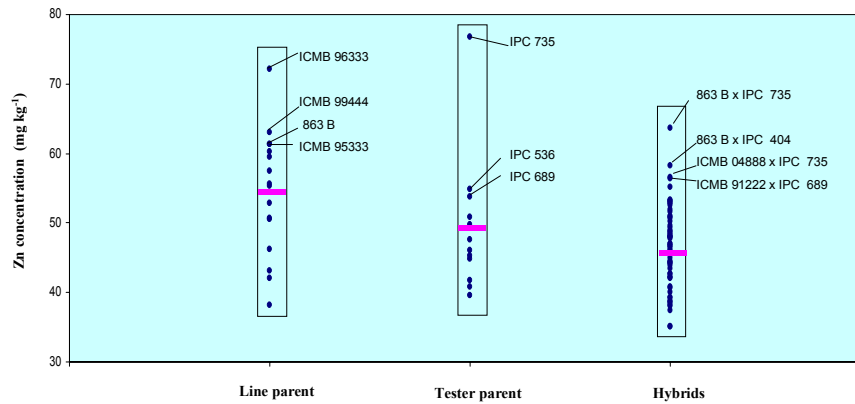 Zn concentration (mg kg-1)
80
70
60
50
40
30
ICMB 96333
ICMB 99444
863 B
ICMB 95333
IPC 735
IPC 536
IPC 689
863 B x IPC 735
863 B x IPC 404
ICMB 04888 x IPC 735
ICMB 91222 x IPC 689
Line parent
Tester parent
Hybrids